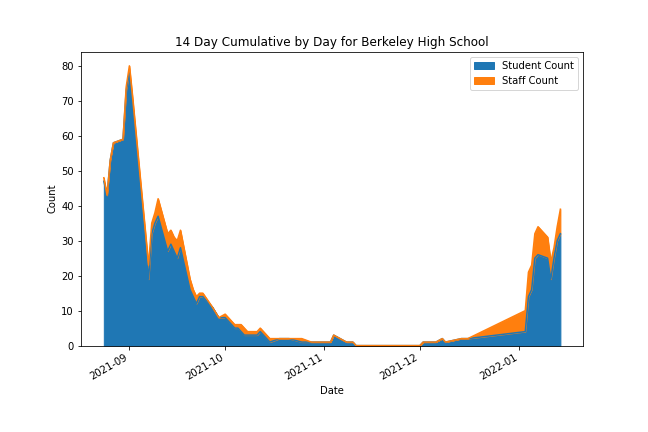 14 Day Cumulative by Day for Berkeley High School
Student Count
Staff Count
Count
80
70
60
50
40
30
20
10
0
2021-09
2021-10
2021-11
2021-12
2022-01
Date